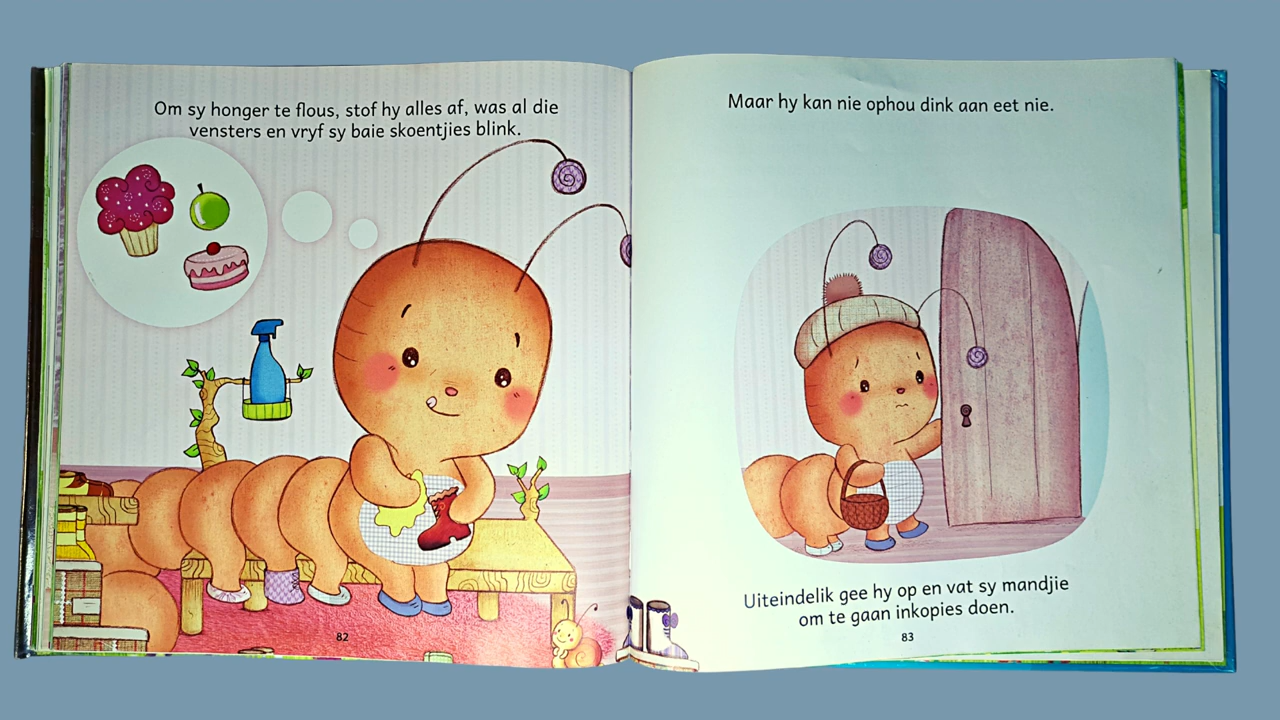 Om sy honger te flous, stof hy alles af, was al die
vensters en vryf sy baie skoentjies blink.
82
Maar hy kan nie ophou dink aan eet nie.
Uiteindelik gee hy op en vat sy mandjie
om te gaan inkopies doen.
83